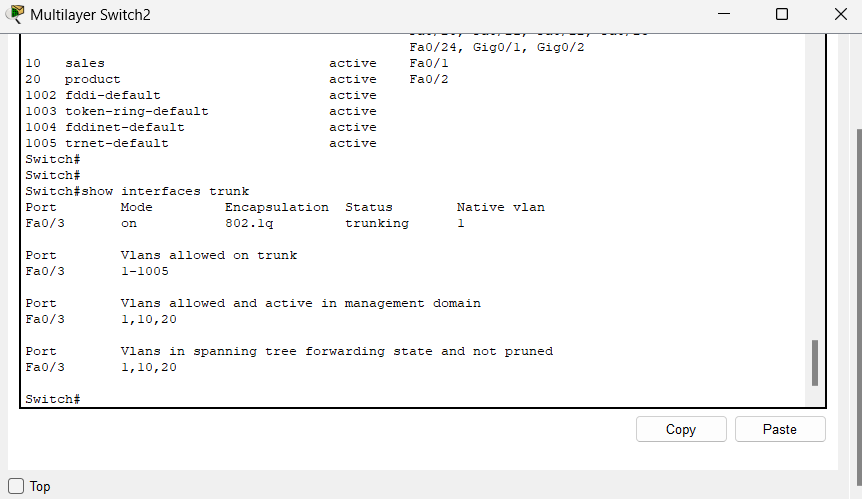 Multilayer Switch2
Fa0/24, Gig0/1, Gig0/2
10 sales active Fa0/1
20 product active Fa0/2
1002 fddi-default active
1003 token-ring-default active
1004 fddinet-default active
1005 trnet-default active
Switch#
Switch#
Switch#show interfaces trunk
Port Mode Encapsulation Status Native vlan
Fa0/3 on 802.1q trunking 1
Port Vlans allowed on trunk
Fa0/3 1-1005
Port Vlans allowed and active in management domain
Fa0/3 1,10,20
Port Vlans in spanning tree forwarding state and not pruned
Fa0/3 1,10,20
Switch#
Copy Paste
Top